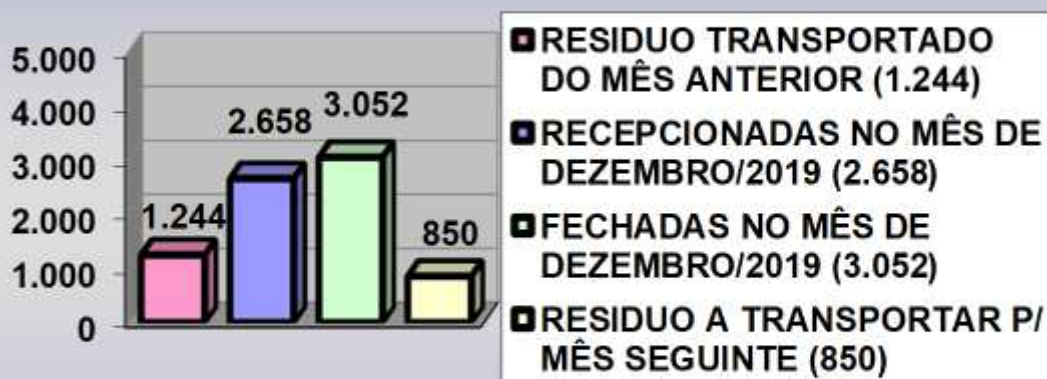 5.000
4.000
3.000
2.000
1.000
0
1.244
2.658
3.052
850
RESIDUO TRANSPORTADO
DO MÊS ANTERIOR (1.244)
RECEPCIONADAS NO MÊS DE
DEZEMBRO/2019 (2.658)
FECHADAS NO MÊS DE
DEZEMBRO/2019 (3.052)
RESIDUO A TRANSPORTAR P/
MÊS SEGUINTE (850)